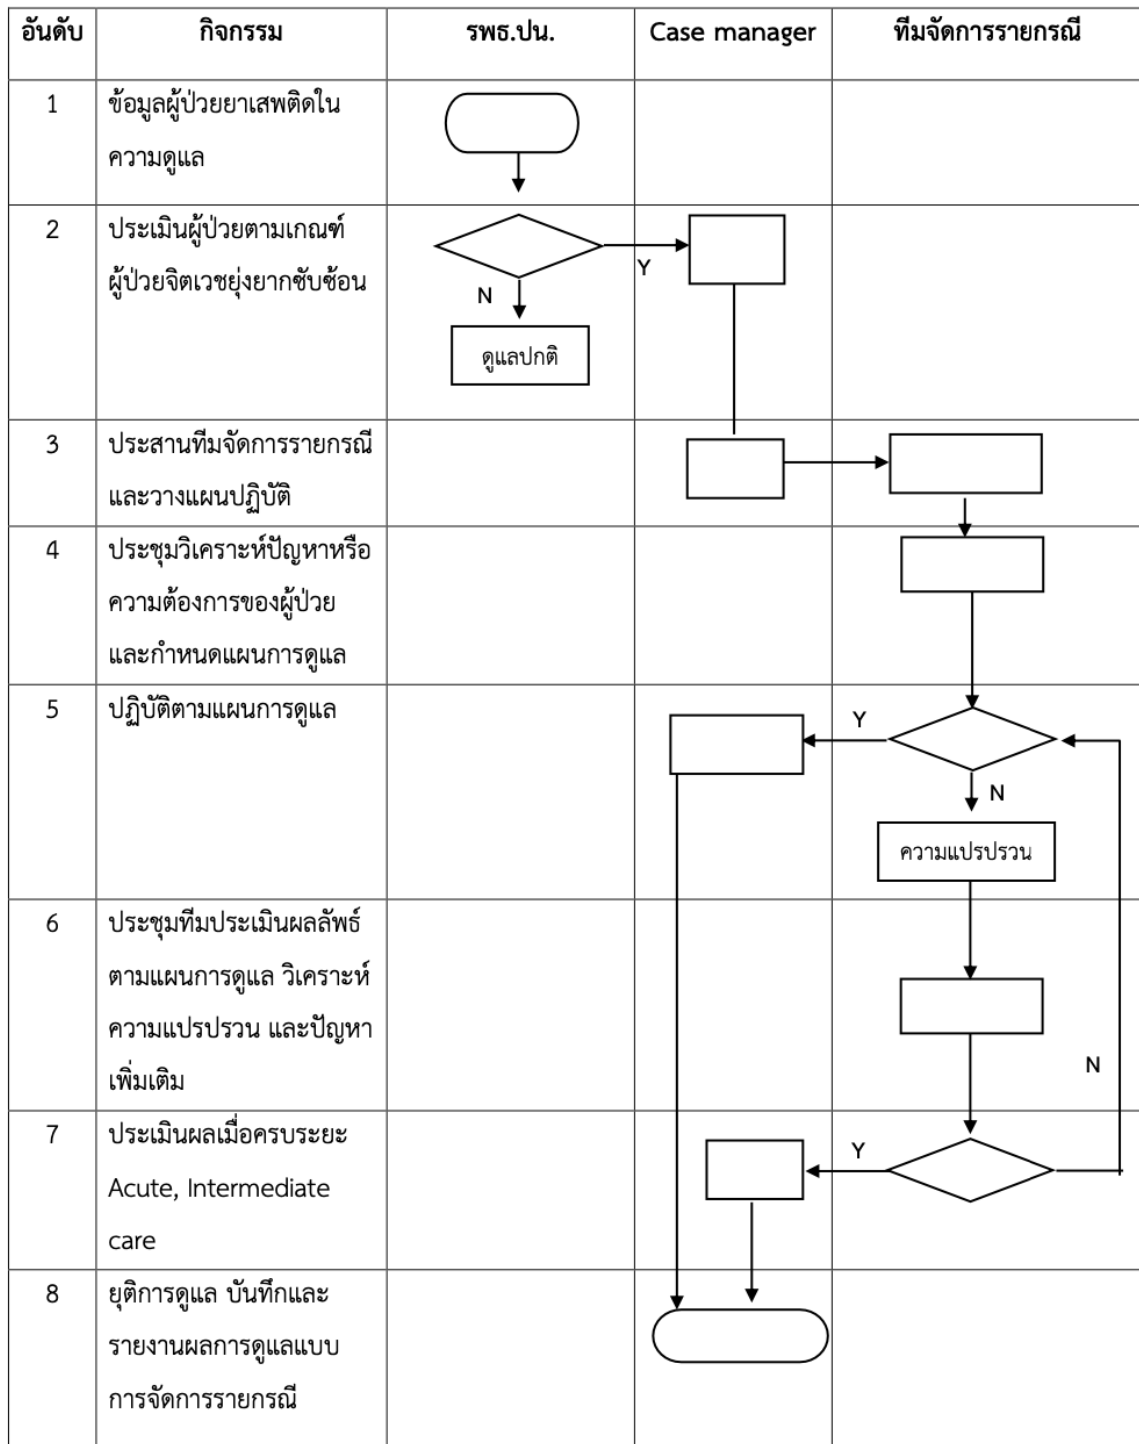 อันดับ กิจกรรม รพธ.ปน. Case manager ทีมจัดการรายกรณี
1 ข้อมูลผู้ป่วยยาเสพติดใน
ความดูแล
2 ประเมินผู้ป่วยตามเกณฑ์
ผู้ป่วยจิตเวชยุ่งยากซับซ้อน
Y
N
ดูแลปกติ
3 ประสานทีมจัดการรายกรณี
และวางแผนปฏิบัติ
4 ประชุมวิเคราะห์ปัญหาหรือ
ความต้องการของผู้ป่วย
และกำหนดแผนการดูแล
5 ปฏิบัติตามแผนการดูแล
Y
N
ความแปรปรวน
6 ประชุมทีมประเมินผลลัพธ์
ตามแผนการดูแล วิเคราะห์
ความแปรปรวน และปัญหา
เพิ่มเติม
N
7 ประเมินผลเมื่อครบระยะ
Acute, Intermediate
care
Y
8 ยุติการดูแล บันทึกและ
รายงานผลการดูแลแบบ
การจัดการรายกรณี